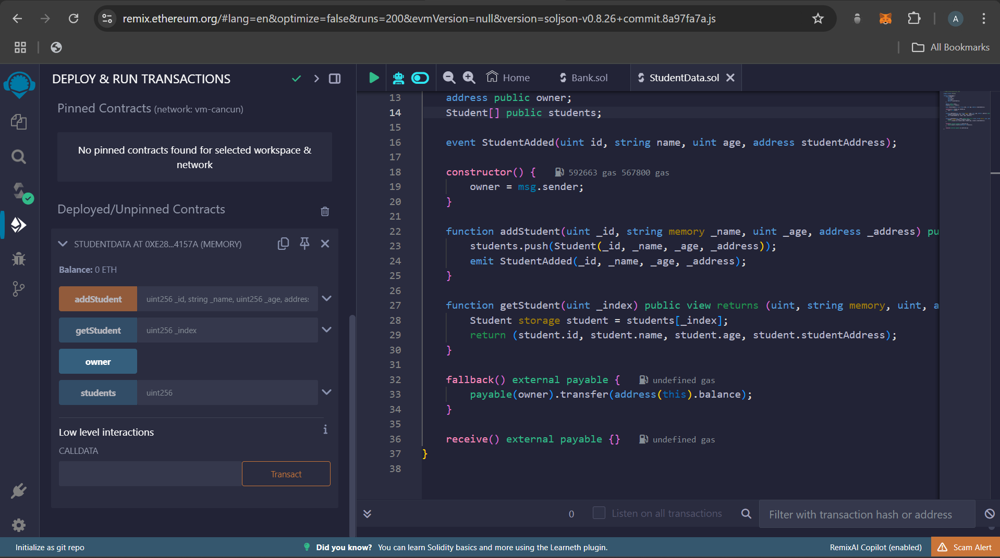 remix.ethereum.org/#lang=en&optimize=false&runs=200&evmVersion=null&version=soljson-v0.8.26+commit.8a97fa7a.js
A
All Bookmarks
DEPLOY & RUN TRANSACTIONS
Pinned Contracts (network: vm-cancun)
No pinned contracts found for selected workspace &
network
Deployed/Unpinned Contracts
STUDENTDATA AT 0XE28...4157A (MEMORY)
Balance: 0 ETH
addStudent uint256 _id, string _name, uint256 _age, address
getStudent uint256 _index
owner
students uint256
Low level interactions
i
CALLDATA
Transact
Home Bank.sol StudentData.sol
13 address public owner;
14 Student[] public students;
15
16 event StudentAdded(uint id, string name, uint age, address studentAddress);
17
18 constructor() { 592663 gas 567800 gas
19 owner = msg.sender;
20 }
21
22 function addStudent(uint _id, string memory _name, uint _age, address _address) pu
23 students.push(Student(_id, _name, _age, _address));
24 emit StudentAdded(_id, _name, _age, _address);
25 }
26
27 function getStudent(uint _index) public view returns (uint, string memory, uint, a
28 Student storage student = students[_index];
29 return (student.id, student.name, student.age, student.studentAddress);
30 }
31
32 fallback() external payable { undefined gas
33 payable(owner).transfer(address(this).balance);
34 }
35
36 receive() external payable {} undefined gas
37 }
38
0 Listen on all transactions Filter with transaction hash or address
Initialize as git repo Did you know? You can learn Solidity basics and more using the Learneth plugin. RemixAI Copilot (enabled) Scam Alert